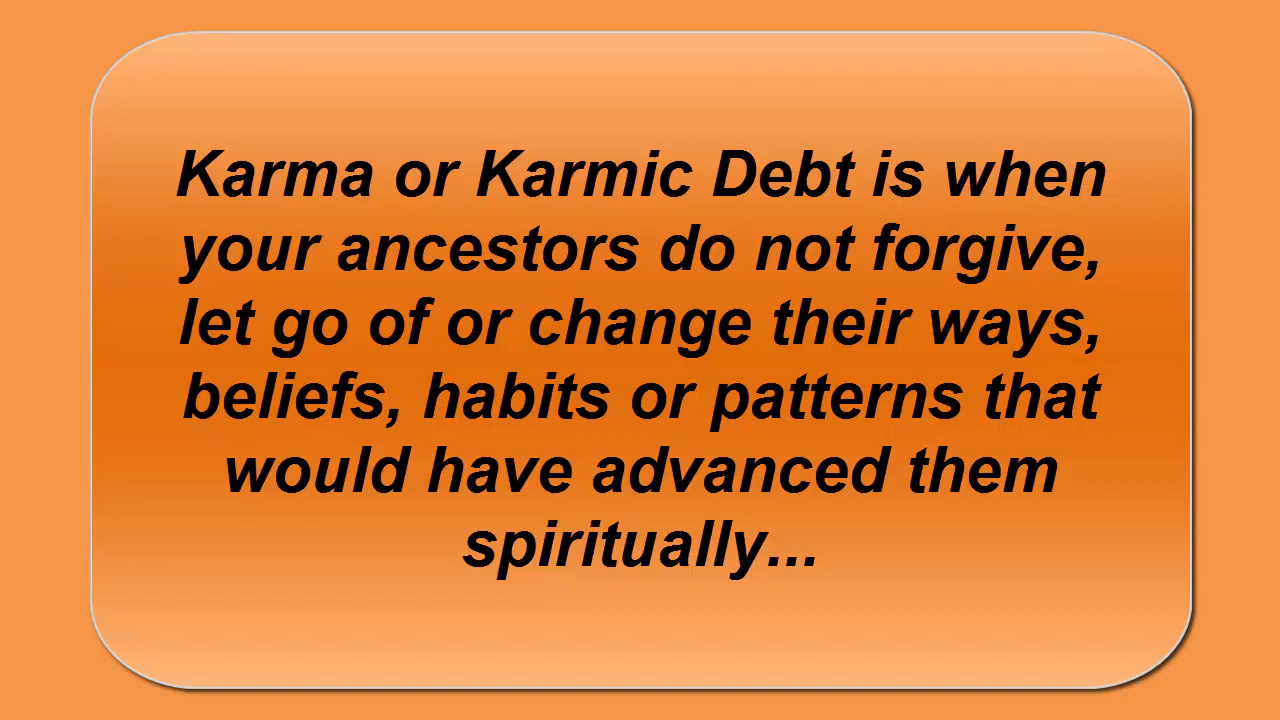 Karma or Karmic Debt is when
your ancestors do not forgive,
let go of or change their ways,
beliefs, habits or patterns that
would have advanced them
spiritually...